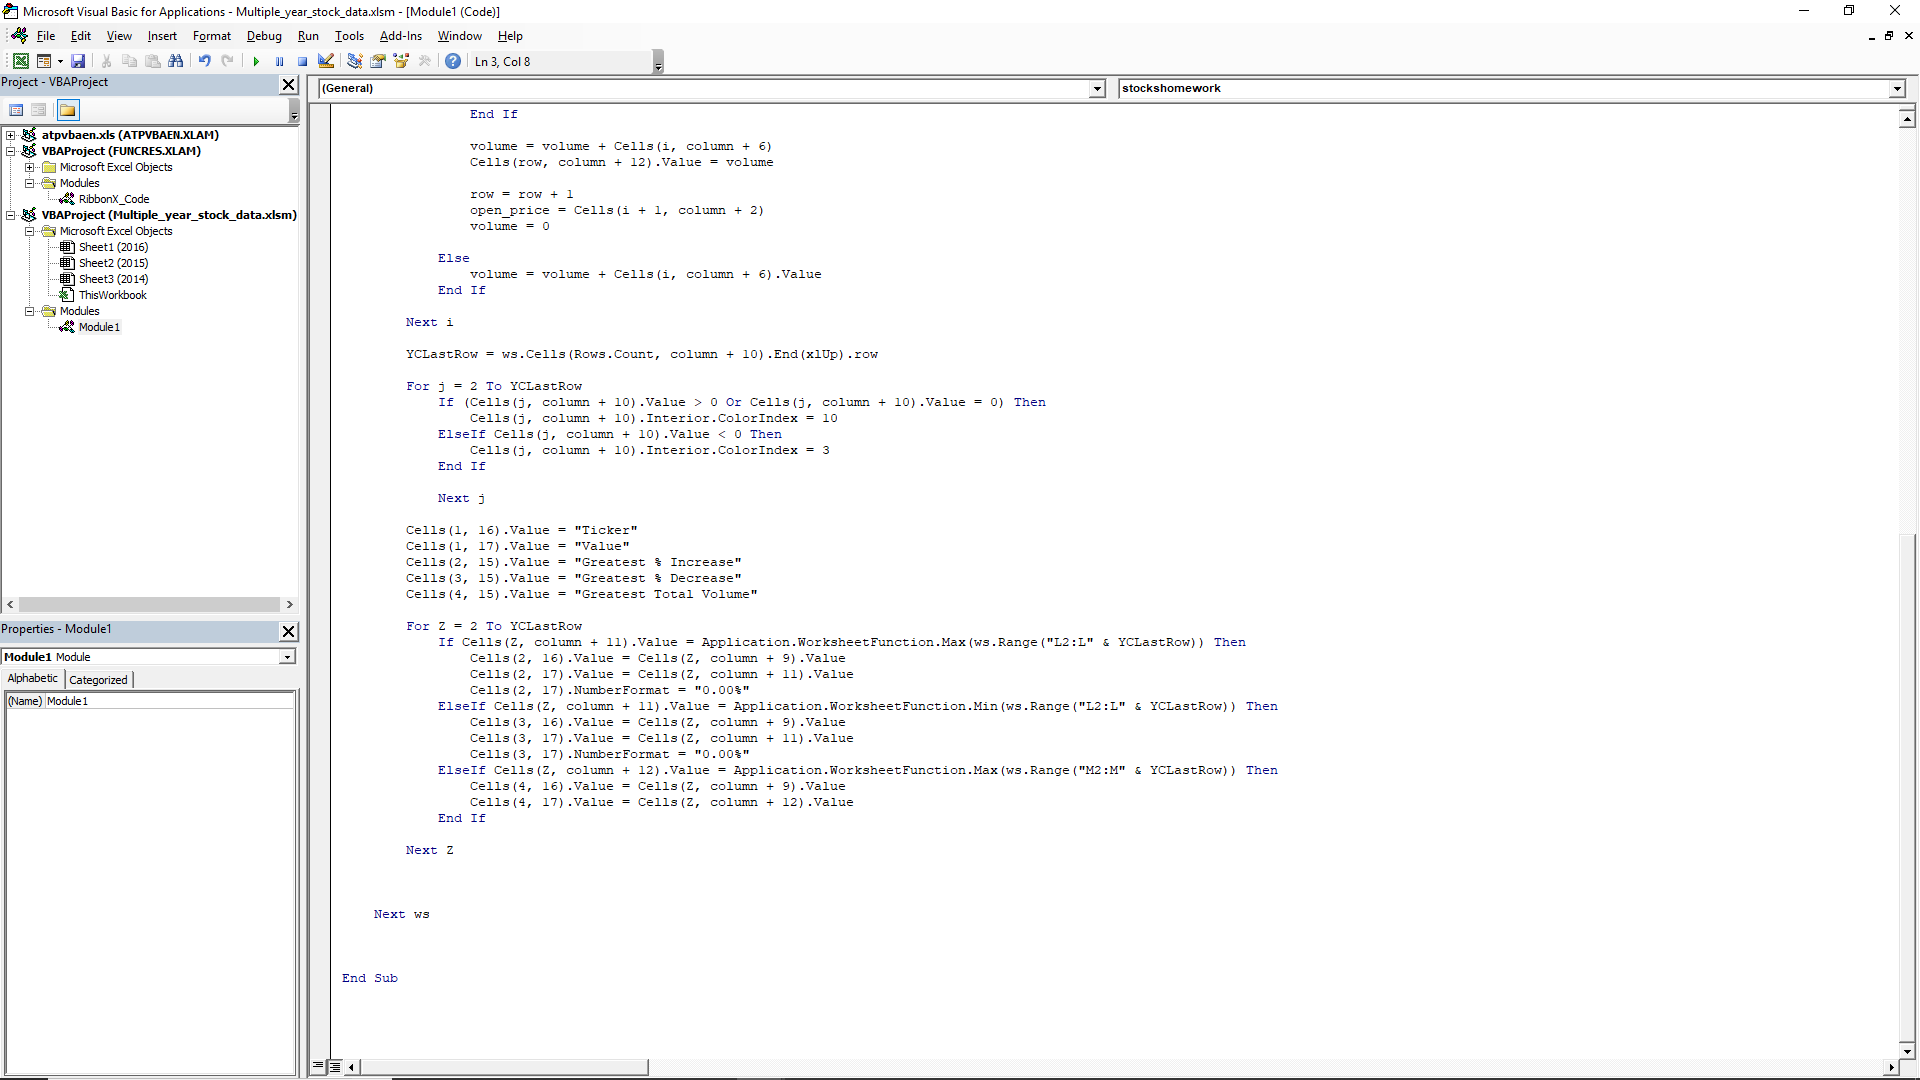 Microsoft Visual Basic for Applications - Multiple_year_stock_data.xlsm - [Module1 (Code)]
File Edit View Insert Format Debug Run Tools Add-Ins Window Help
Ln 3, Col 8
Project - VBAProject
(General)
stockshomework
atpvbaen.xls (ATPVBAEN.XLAM)
VBAProject (FUNCRES.XLAM)
Microsoft Excel Objects
Modules
RibbonX_Code
VBAProject (Multiple_year_stock_data.xlsm)
Microsoft Excel Objects
Sheet1 (2016)
Sheet2 (2015)
Sheet3 (2014)
ThisWorkbook
Modules
Module1
Properties - Module1
Module1 Module
Alphabetic Categorized
(Name) Module1
End If
volume = volume + Cells(i, column + 6)
Cells(row, column + 12).Value = volume
row = row + 1
open_price = Cells(i + 1, column + 2)
volume = 0
Else
volume = volume + Cells(i, column + 6).Value
End If
Next i
YCLastRow = ws.Cells(Rows.Count, column + 10).End(xlUp).row
For j = 2 To YCLastRow
If (Cells(j, column + 10).Value > 0 Or Cells(j, column + 10).Value = 0) Then
Cells(j, column + 10).Interior.ColorIndex = 10
ElseIf Cells(j, column + 10).Value < 0 Then
Cells(j, column + 10).Interior.ColorIndex = 3
End If
Next j
Cells(1, 16).Value = "Ticker"
Cells(1, 17).Value = "Value"
Cells(2, 15).Value = "Greatest % Increase"
Cells(3, 15).Value = "Greatest % Decrease"
Cells(4, 15).Value = "Greatest Total Volume"
For Z = 2 To YCLastRow
If Cells(Z, column + 11).Value = Application.WorksheetFunction.Max(ws.Range("L2:L" & YCLastRow)) Then
Cells(2, 16).Value = Cells(Z, column + 9).Value
Cells(2, 17).Value = Cells(Z, column + 11).Value
Cells(2, 17).NumberFormat = "0.00%"
ElseIf Cells(Z, column + 11).Value = Application.WorksheetFunction.Min(ws.Range("L2:L" & YCLastRow)) Then
Cells(3, 16).Value = Cells(Z, column + 9).Value
Cells(3, 17).Value = Cells(Z, column + 11).Value
Cells(3, 17).NumberFormat = "0.00%"
ElseIf Cells(Z, column + 12).Value = Application.WorksheetFunction.Max(ws.Range("M2:M" & YCLastRow)) Then
Cells(4, 16).Value = Cells(Z, column + 9).Value
Cells(4, 17).Value = Cells(Z, column + 12).Value
End If
Next Z
Next ws
End Sub